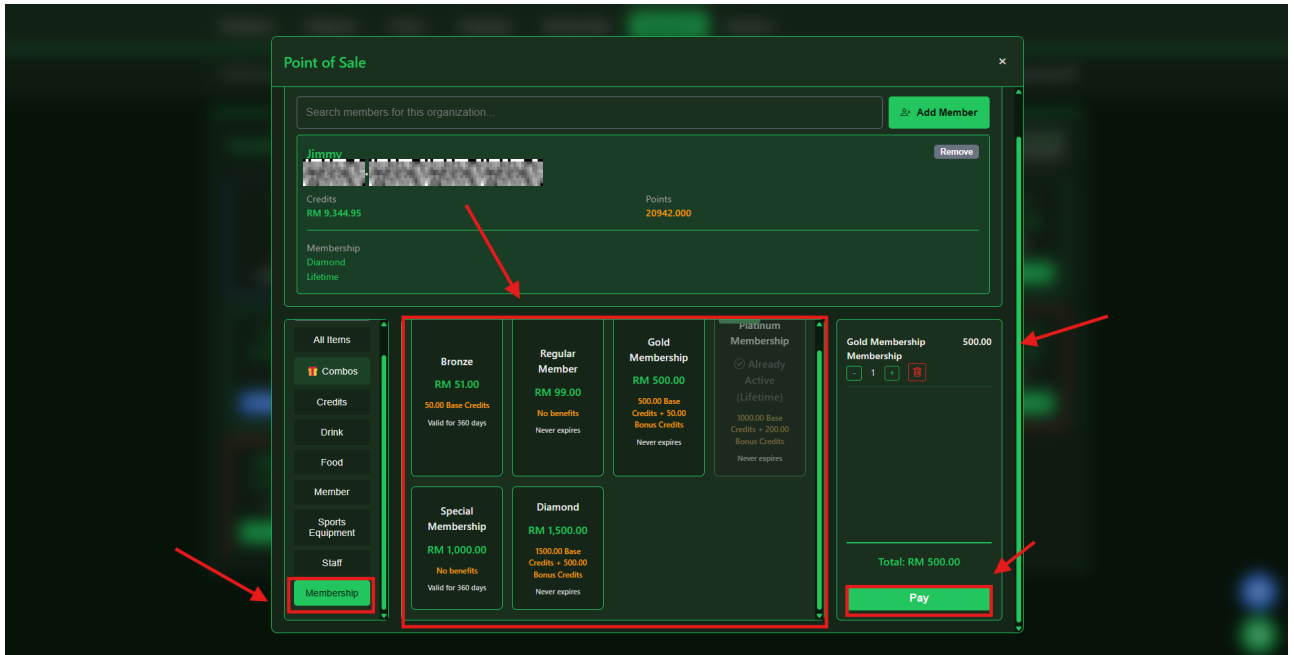 Point of Sale
×
Search members for this organization...
Add Member
Jimmy
Remove
Credits
RM 9,344.95
Points
20942.000
Membership
Diamond
Lifetime
All Items
Combos
Credits
Drink
Food
Member
Sports
Equipment
Staff
Membership
Bronze
RM 51.00
50.00 Base Credits
Valid for 360 days
Regular
Member
RM 99.00
No benefits
Never expires
Gold
Membership
RM 500.00
500.00 Base
Credits + 50.00
Bonus Credits
Never expires
Platinum
Membership
Already
Active
(Lifetime)
1000.00 Base
Credits + 200.00
Bonus Credits
Never expires
Special
Membership
RM 1,000.00
No benefits
Valid for 360 days
Diamond
RM 1,500.00
1500.00 Base
Credits + 500.00
Bonus Credits
Never expires
Gold Membership 500.00
Membership
- 1 +
Total: RM 500.00
Pay